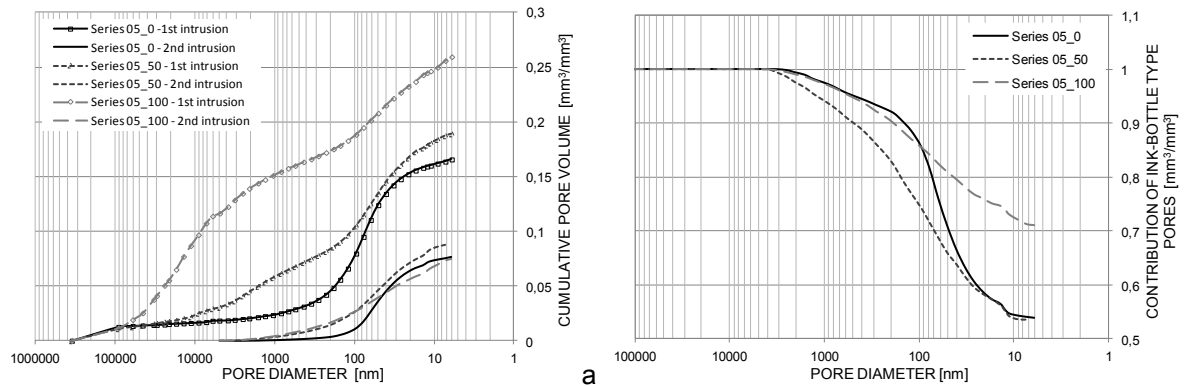 Series 05_0 - 1st intrusion
Series 05_0 - 2nd intrusion
Series 05_50 - 1st intrusion
Series 05_50 - 2nd intrusion
Series 05_100 - 1st intrusion
Series 05_100 - 2nd intrusion
0,3
0,25
0,2
0,15
0,1
0,05
0
CUMULATIVE PORE VOLUME [mm³/mm³]
1000000 100000 10000 1000 100 10 1
PORE DIAMETER [nm]
a
Series 05_0
Series 05_50
Series 05_100
1,1
1
0,9
0,8
0,7
0,6
0,5
CONTRIBUTION OF INK-BOTTLE TYPE
PORES [mm³/mm³]
100000 10000 1000 100 10 1
PORE DIAMETER [nm]